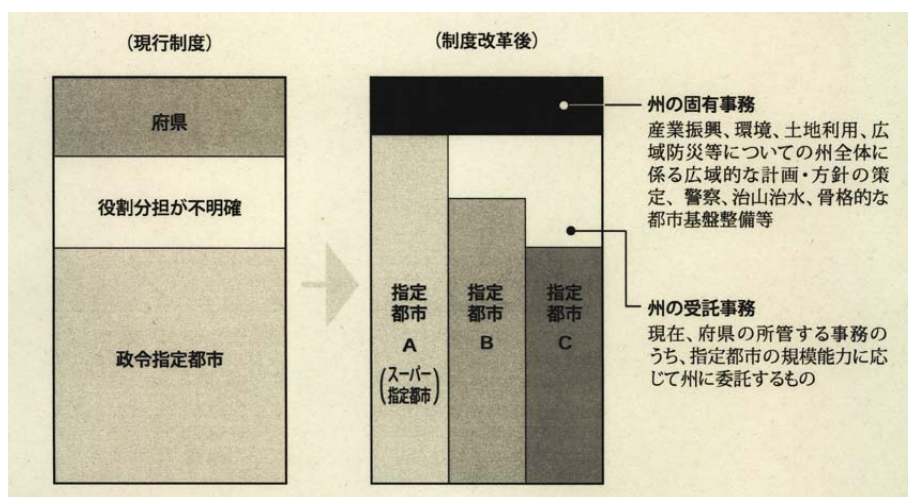 (現行制度)
府県
役割分担が不明確
政令指定都市
(制度改革後)
指定
都市
A
(スーパー
指定都市)
指定
都市
B
指定
都市
C
州の固有事務
産業振興、環境、土地利用、広
域防災等についての州全体に
係る広域的な計画・方針の策
定、警察、治山治水、骨格的な
都市基盤整備等
州の受託事務
現在、府県の所管する事務の
うち、指定都市の規模能力に応
じて州に委託するもの